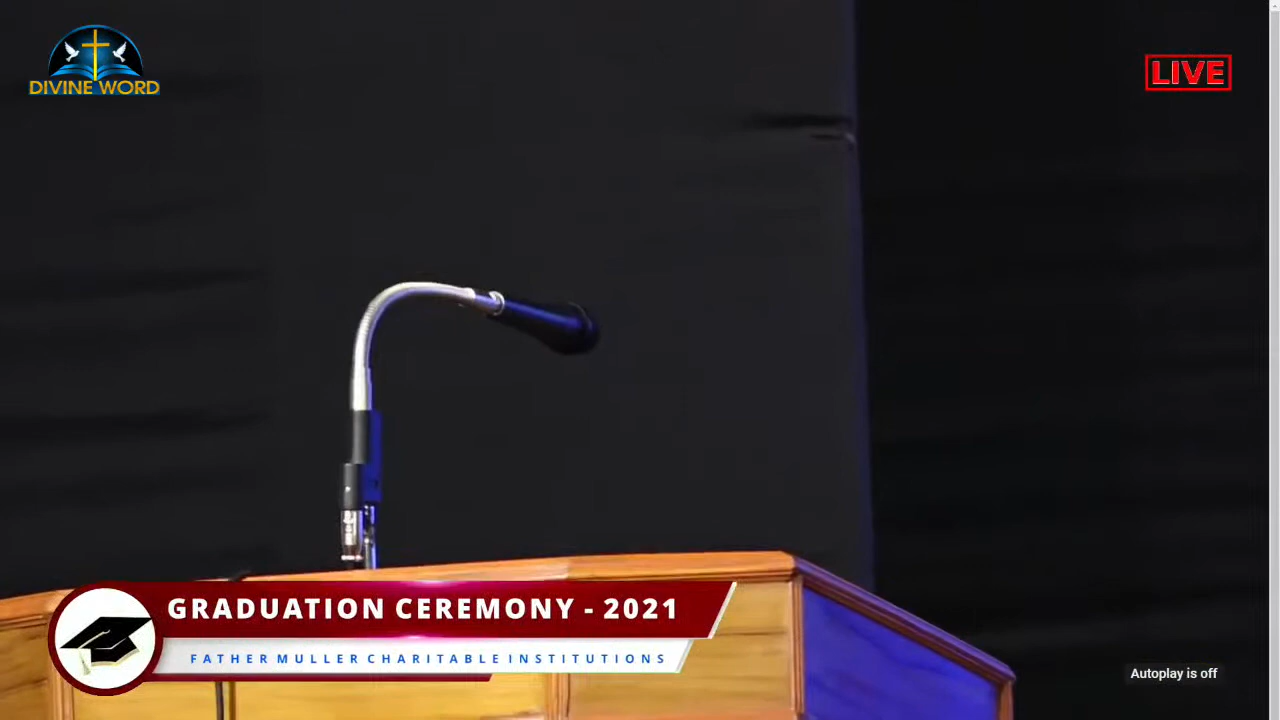 DIVINE WORD
LIVE
GRADUATION CEREMONY - 2021
FATHER MULLER CHARITABLE INSTITUTIONS
Autoplay is off